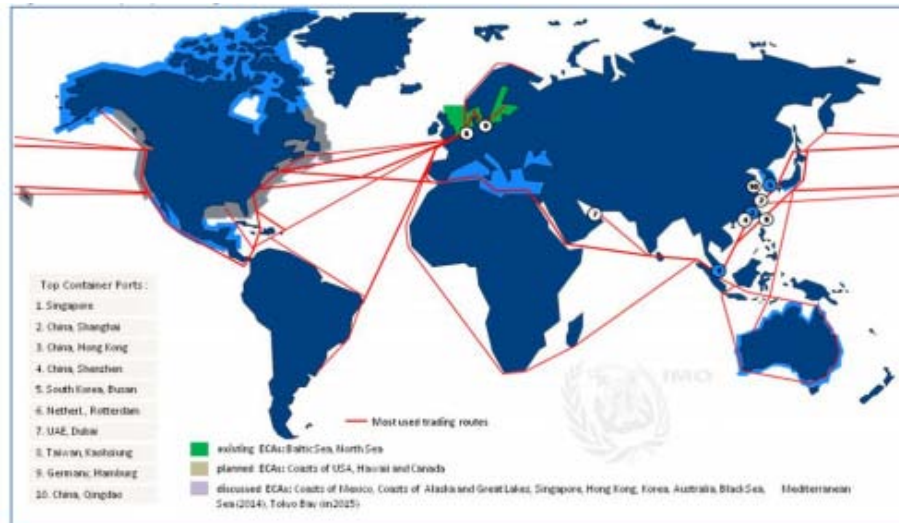 Top Container Ports :
1. Singapore
2. China, Shanghai
3. China, Hong Kong
4. China, Shenzhen
5. South Korea, Busan
6. Netherl., Rotterdam
7. UAE, Dubai
8. Taiwan, Kaohsiung
9. Germany, Hamburg
10. China, Qingdao
Most used trading routes
existing ECAs: Baltic Sea, North Sea
planned ECAs: Coasts of USA, Hawaii and Canada
discussed ECAs: Coasts of Mexico, Coasts of Alaska and Great Lakes, Singapore, Hong Kong, Korea, Australia, Black Sea, Mediterranean
Sea (2014), Tokyo Bay (in 2015)
IMO